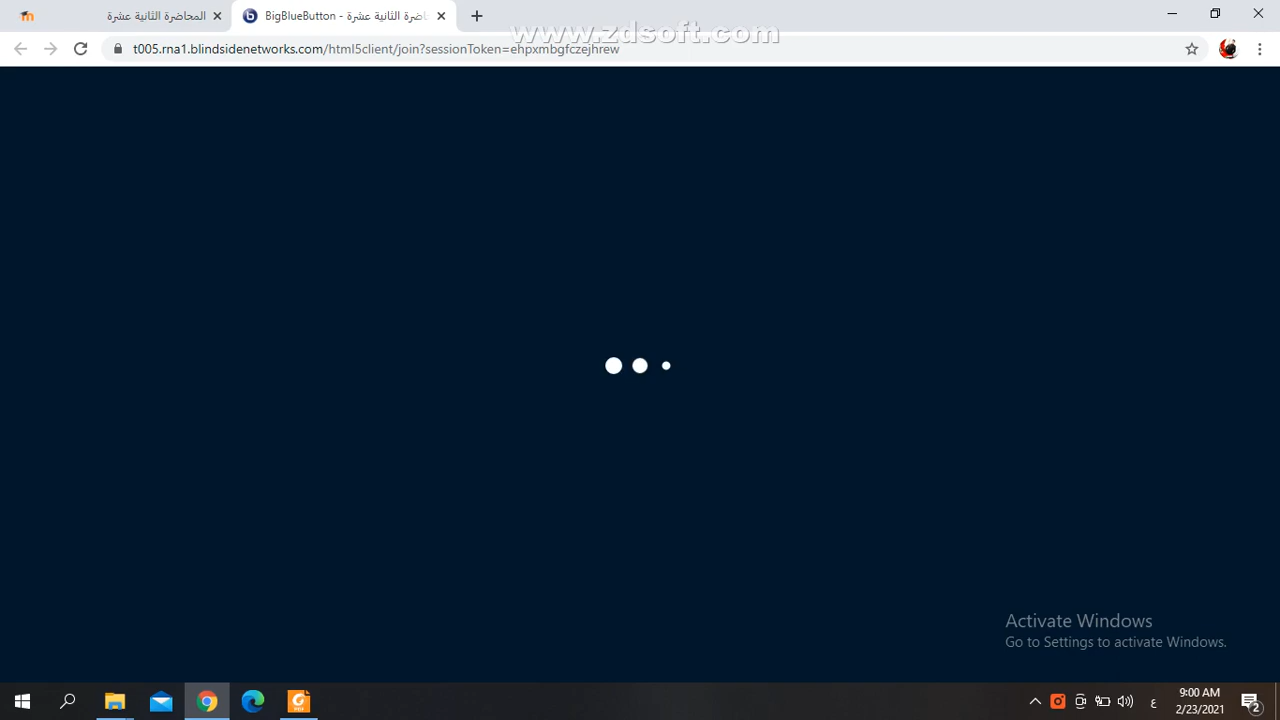 المحاضرة الثانية عشرة
BigBlueButton - المحاضرة الثانية عشرة
www.zdsoft.com
t005.rna1.blindsidenetworks.com/html5client/join?sessionToken=ehpxmbgfczejhrew
Activate Windows
Go to Settings to activate Windows.
ع
9:00 AM
2/23/2021
2